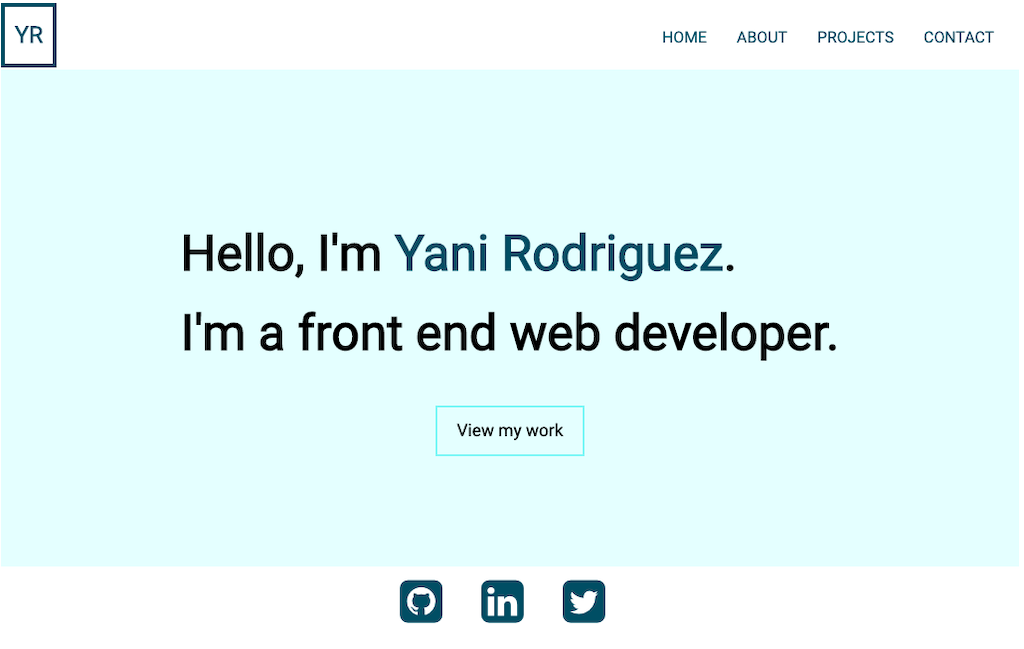 YR
HOME ABOUT PROJECTS CONTACT
Hello, I'm Yani Rodriguez.
I'm a front end web developer.
View my work
in